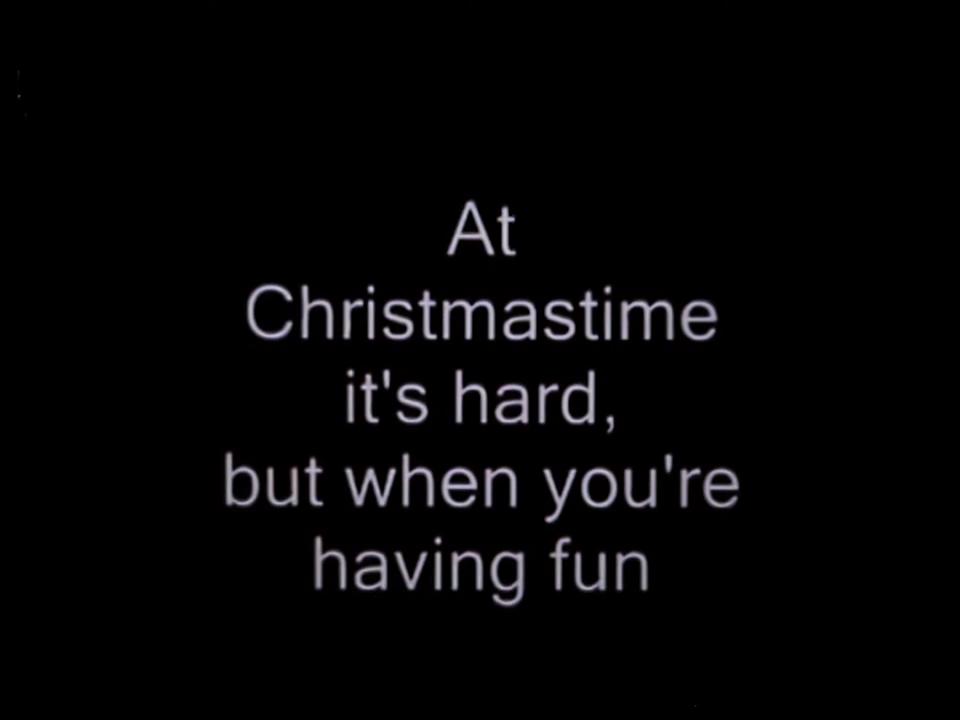 At
Christmastime
it's hard,
but when you're
having fun